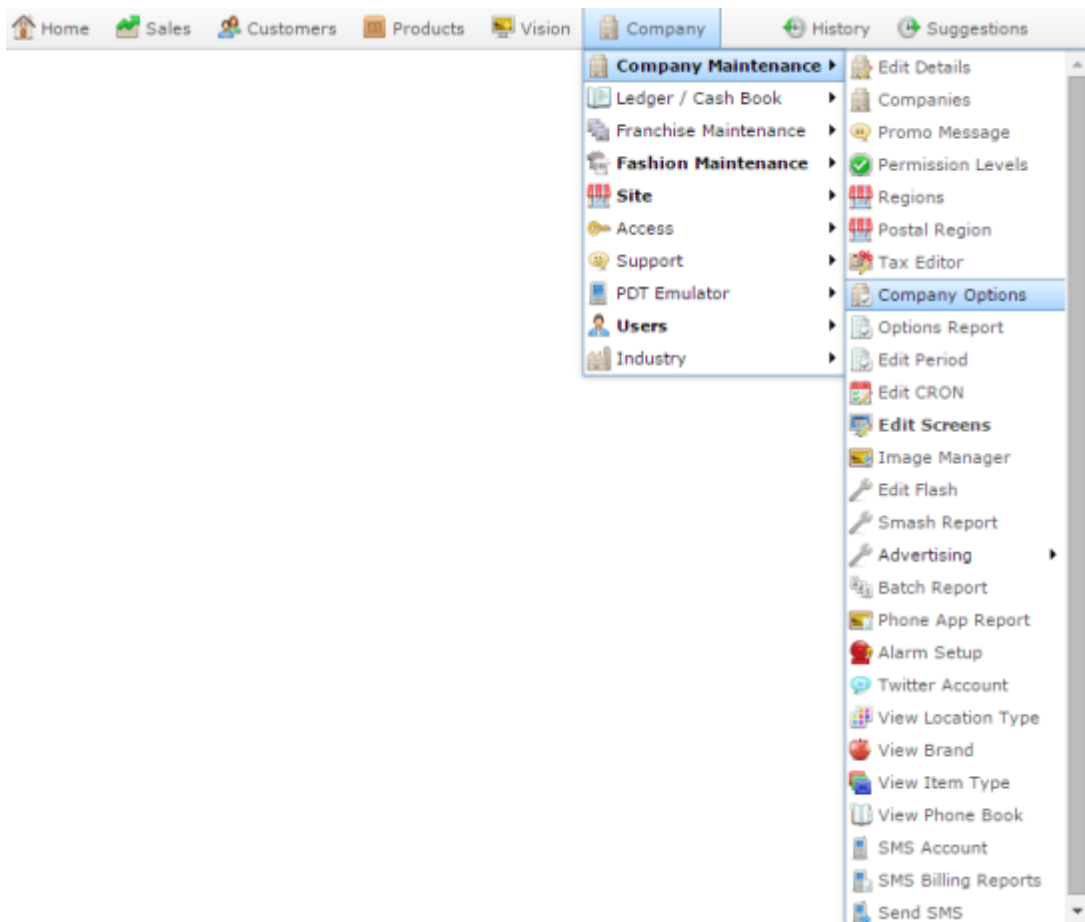 Home Sales Customers Products Vision Company History Suggestions
Company Maintenance
Ledger / Cash Book
Franchise Maintenance
Fashion Maintenance
Site
Access
Support
PDT Emulator
Users
Industry
Edit Details
Companies
Promo Message
Permission Levels
Regions
Postal Region
Tax Editor
Company Options
Options Report
Edit Period
Edit CRON
Edit Screens
Image Manager
Edit Flash
Smash Report
Advertising
Batch Report
Phone App Report
Alarm Setup
Twitter Account
View Location Type
View Brand
View Item Type
View Phone Book
SMS Account
SMS Billing Reports
Send SMS